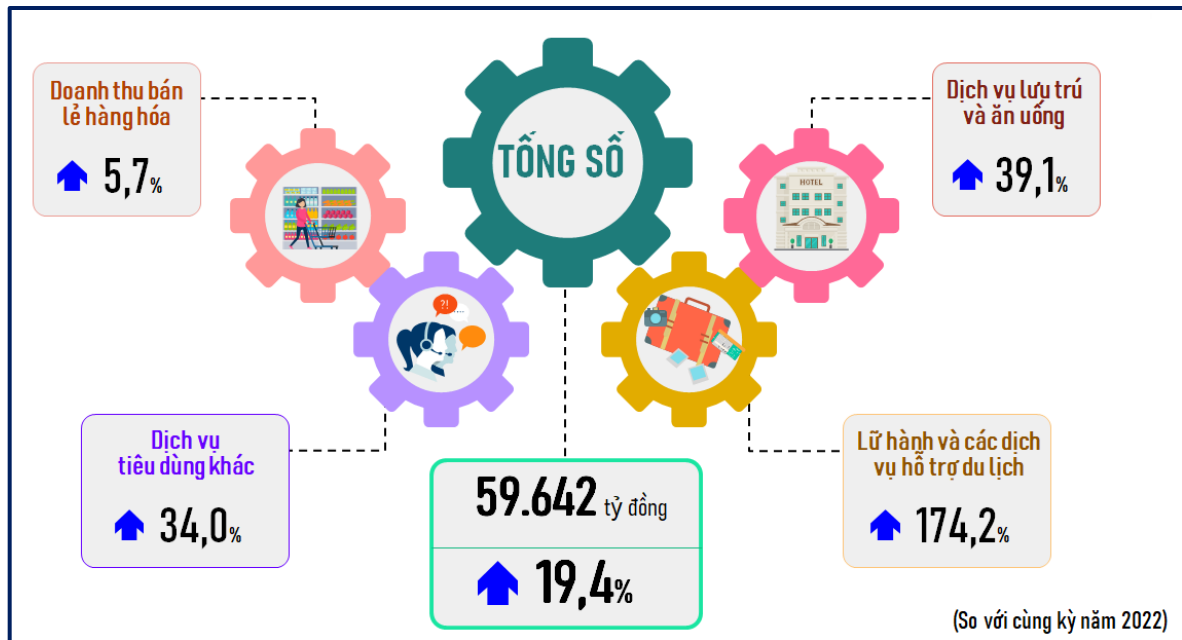 Doanh thu bán
lẻ hàng hóa
5,7%
TỐNG SỐ
HOTEL
Dịch vụ lưu trú
và ăn uống
39,1%
?!
....
Dịch vụ
tiêu dùng khác
34,0%
59.642 tỷ đồng
19,4%
Lữ hành và các dịch
vụ hỗ trợ du lịch
174,2%
(So với cùng kỳ năm 2022)